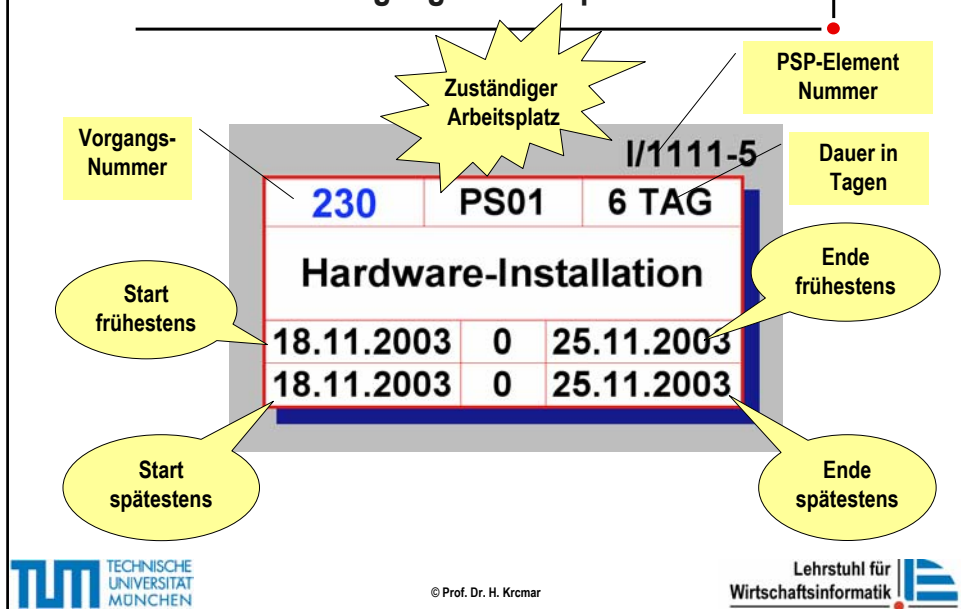 Zuständiger
Arbeitsplatz
PSP-Element
Nummer
Vorgangs-
Nummer
I/1111-5
Dauer in
Tagen
230 PS01 6 TAG
Hardware-Installation
Start
frühestens
Ende
frühestens
18.11.2003 0 25.11.2003
18.11.2003 0 25.11.2003
Start
spätestens
Ende
spätestens
TUM TECHNISCHE
UNIVERSITÄT
MÜNCHEN
© Prof. Dr. H. Krcmar
Lehrstuhl für
Wirtschaftsinformatik